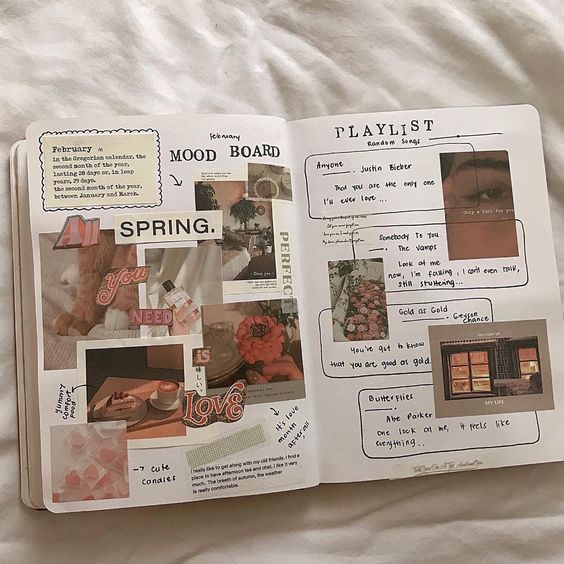 February
in the Gregorian calendar, the
second month of the year,
lasting 28 days or, in leap
years, 29 days.
the second month of the year,
between January and March.
February
MOOD BOARD
SPRING.
All
You
NEED
is
LOVE
PERFEC
Give you
yummy
comfort
food
It's love
month
after all
→ cute
candles
I really like to get along with my old friends. I find a
place to have afternoon tea and chat. I like it very
much. The breath of autumn, the weather
is really comfortable.
PLAYLIST
Random Songs
Anyone .. Justin Bieber
That you are the only one
I'll ever love...
Only a fool for you
Somebody To You
The Vamps
Look at me
now, I'm falling, I can't even talk,
still stuttering...
Gold as Gold
Greyson
Chance
You've got to know
that you are good as gold.
MY LIFE
Butterflies
Abe Parker
one look at me, it feels like
everything..